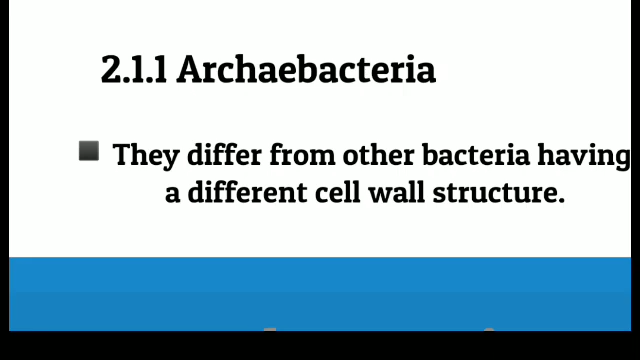 2.1.1 Archaebacteria
They differ from other bacteria having
a different cell wall structure.